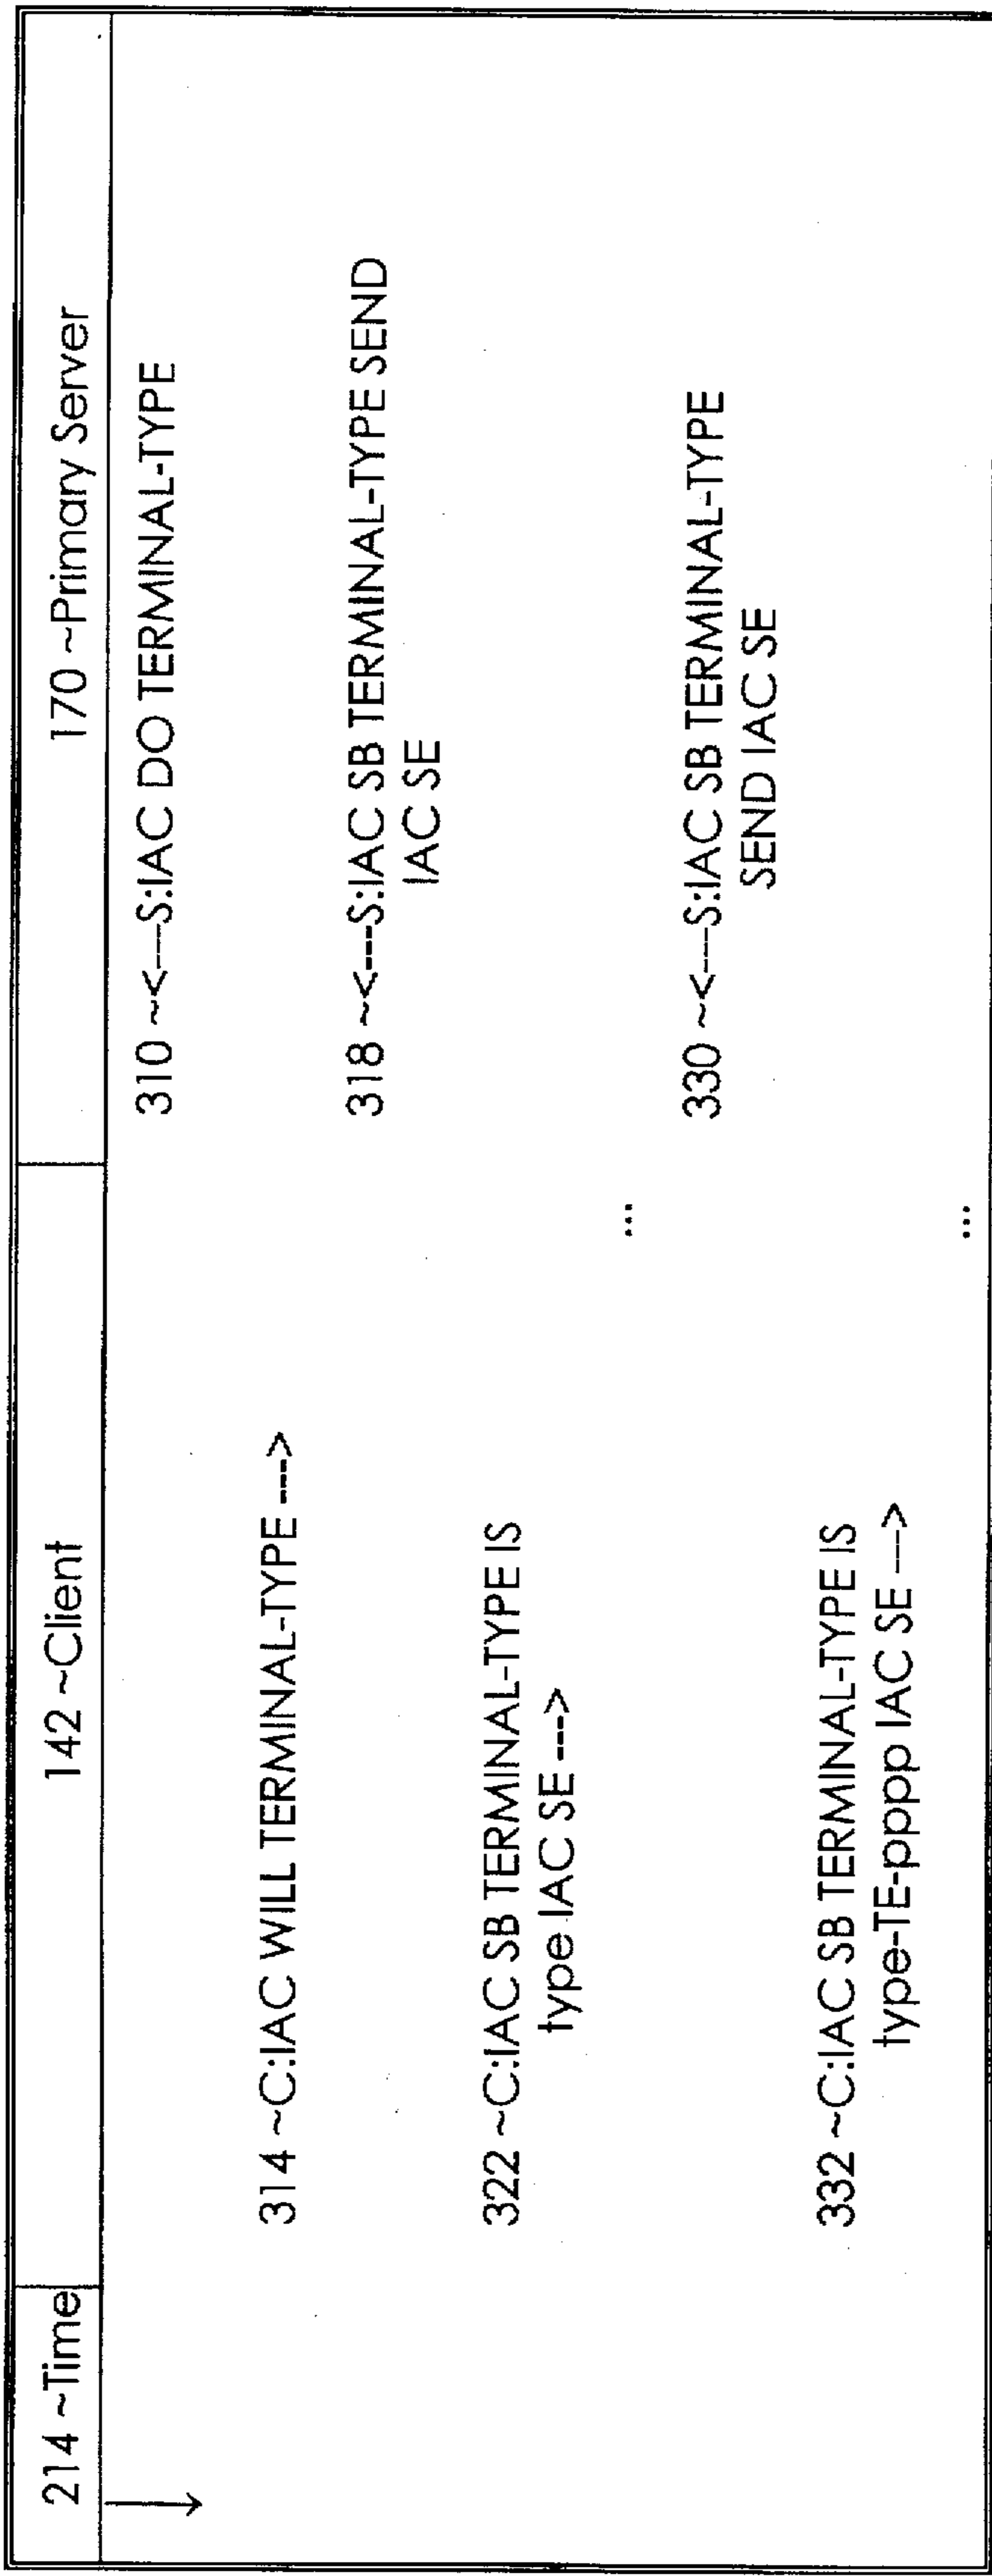 214 ~Time
142 ~Client
170 ~Primary Server
310 ~<---S:IAC DO TERMINAL-TYPE
314 ~C:IAC WILL TERMINAL-TYPE --->
318 ~<---S:IAC SB TERMINAL-TYPE SEND
IAC SE
322 ~C:IAC SB TERMINAL-TYPE IS
type IAC SE --->
...
330 ~<---S:IAC SB TERMINAL-TYPE
SEND IAC SE
332 ~C:IAC SB TERMINAL-TYPE IS
type-TE-pppp IAC SE --->
...